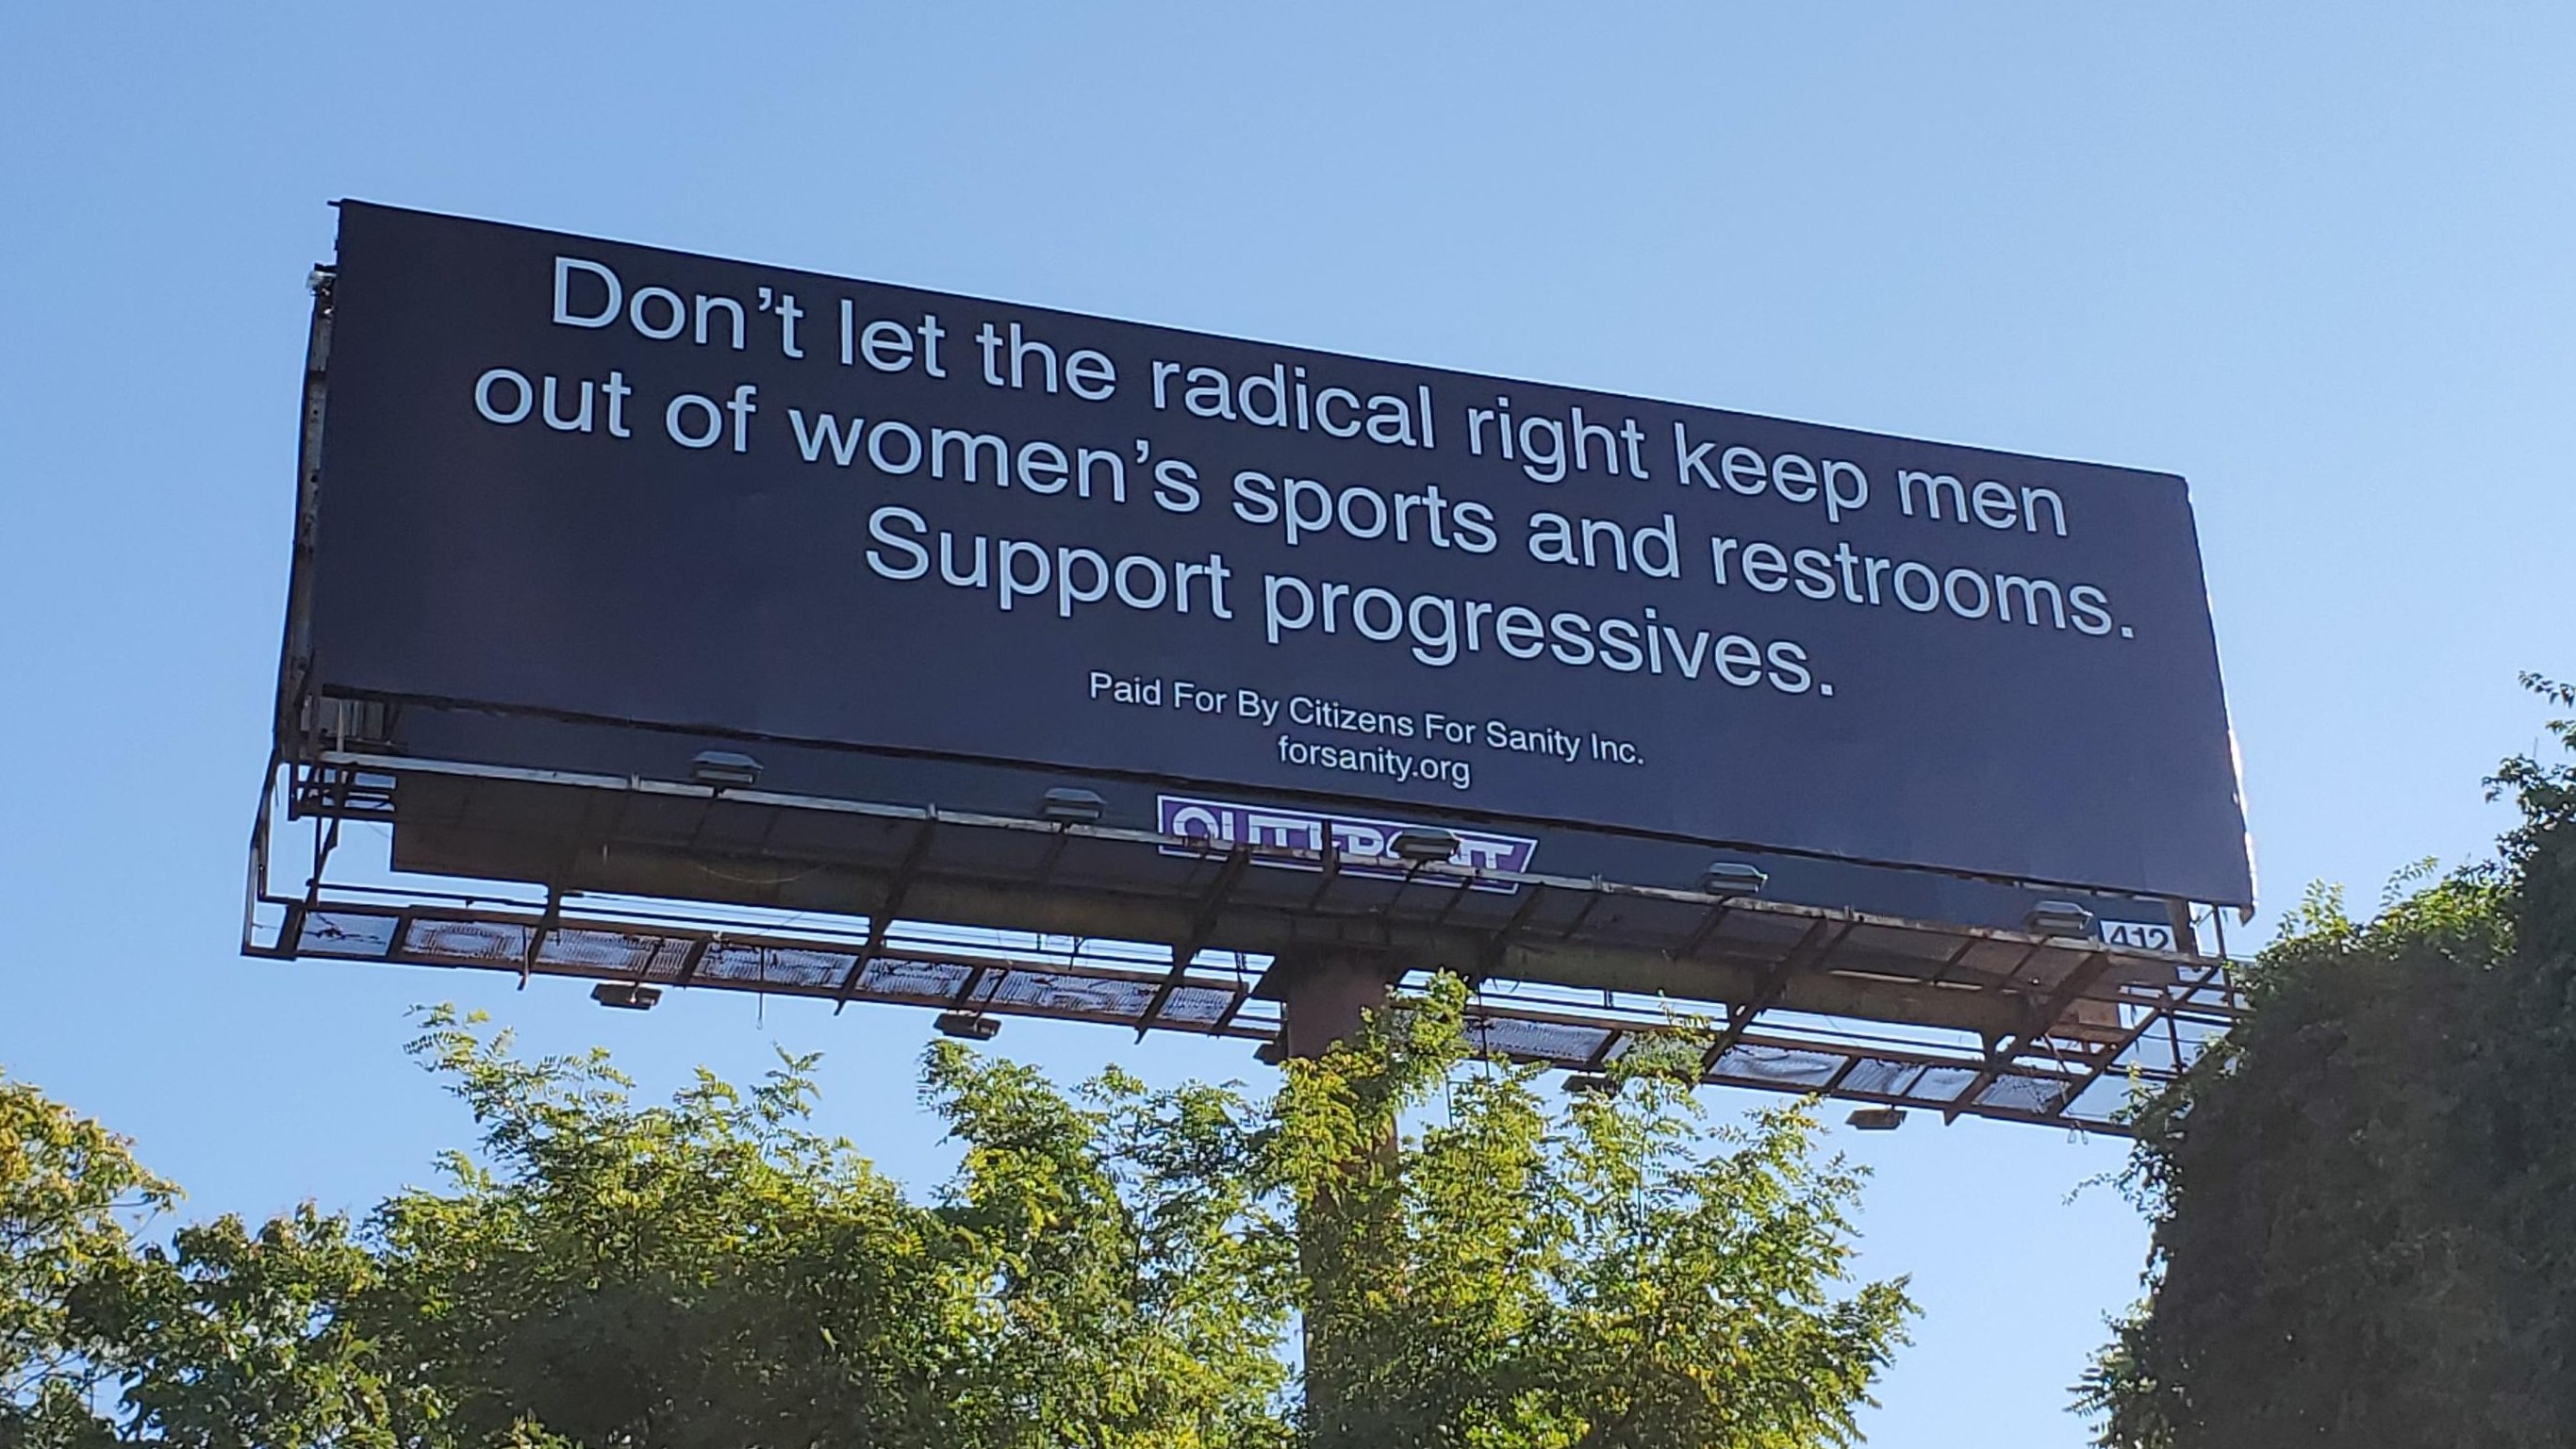 Don’t let the radical right keep men
out of women’s sports and restrooms.
Support progressives.
Paid For By Citizens For Sanity Inc.
forsanity.org
412